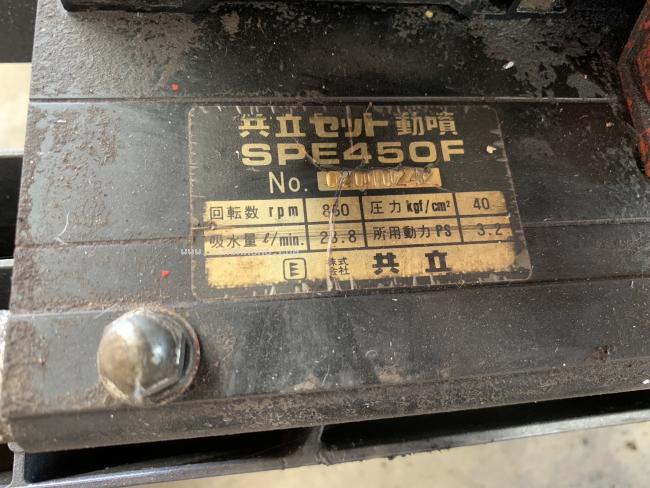 共立セット動噴
SPE450F
No.
回転数 rpm 850 圧力 kgf/cm² 40
吸水量 ℓ/min. 23.8 所用動力 PS 3.2
E 株式会社 共立